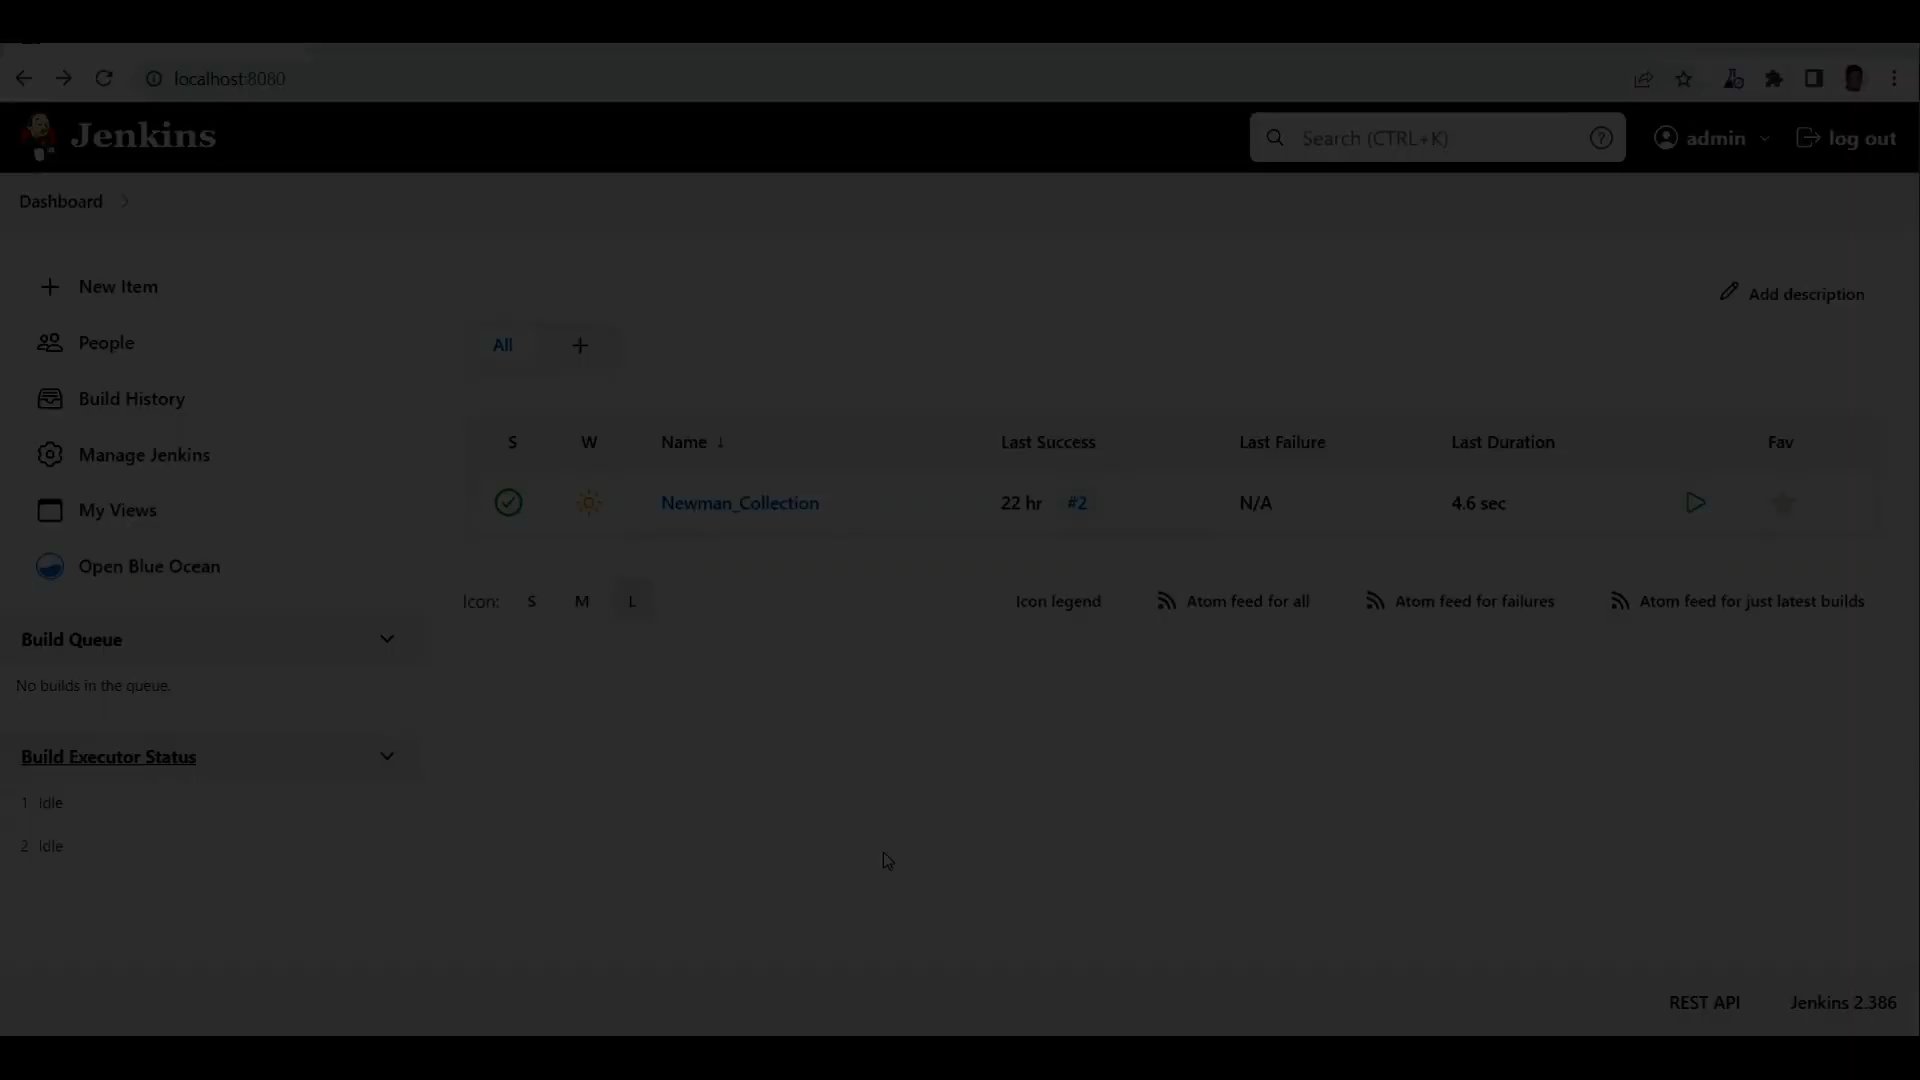 localhost:8080
Jenkins
Search (CTRL+K)
admin
log out
Dashboard
New Item
People
Build History
Manage Jenkins
My Views
Open Blue Ocean
Add description
All
S W Name ↓ Last Success Last Failure Last Duration Fav
Newman_Collection 22 hr #2 N/A 4.6 sec
Icon: S M L
Icon legend Atom feed for all Atom feed for failures Atom feed for just latest builds
Build Queue
No builds in the queue.
Build Executor Status
1 Idle
2 Idle
REST API Jenkins 2.386